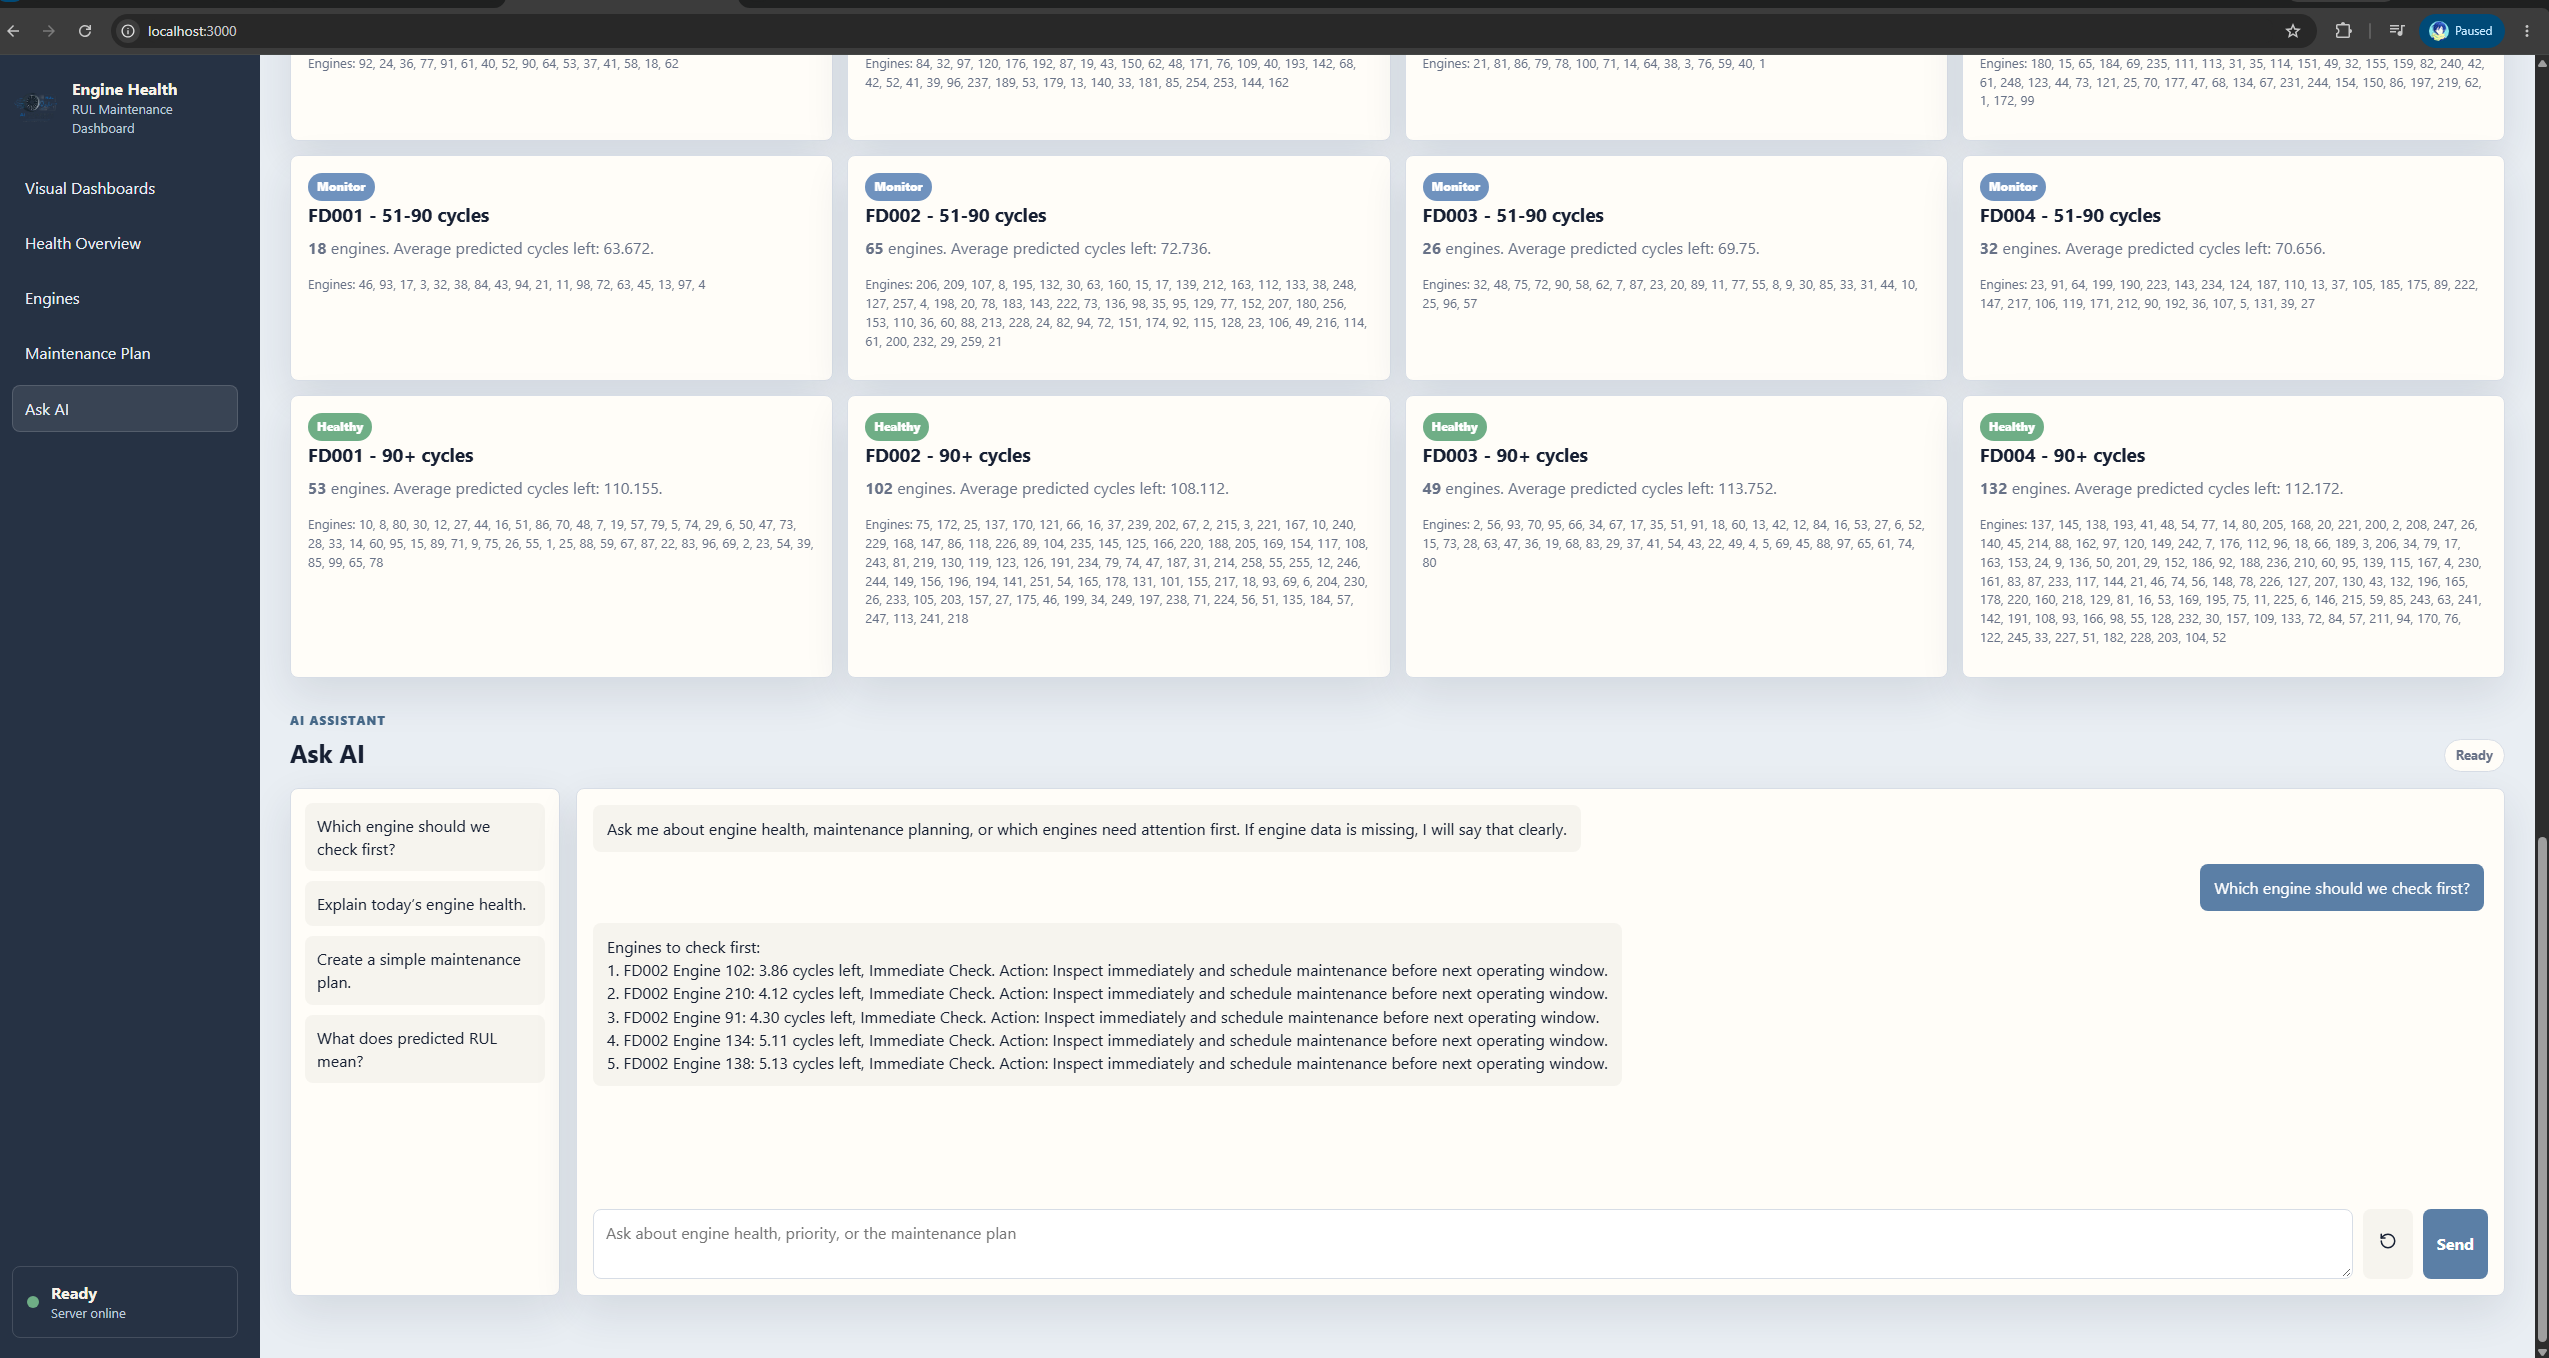 localhost:3000
Paused
Engine Health
RUL Maintenance
Dashboard
Visual Dashboards
Health Overview
Engines
Maintenance Plan
Ask AI
Ready
Server online
Engines: 92, 24, 36, 77, 91, 61, 40, 52, 90, 64, 53, 37, 41, 58, 18, 62
Engines: 84, 32, 97, 120, 176, 192, 87, 19, 43, 150, 62, 48, 171, 76, 109, 40, 193, 142, 68,
42, 52, 41, 39, 96, 237, 189, 53, 179, 13, 140, 33, 181, 85, 254, 253, 144, 162
Engines: 21, 81, 86, 79, 78, 100, 71, 14, 64, 38, 3, 76, 59, 40, 1
Engines: 180, 15, 65, 184, 69, 235, 111, 113, 31, 35, 114, 151, 49, 32, 155, 159, 82, 240, 42,
61, 248, 123, 44, 73, 121, 25, 70, 177, 47, 68, 134, 67, 231, 244, 154, 150, 86, 197, 219, 62,
1, 172, 99
Monitor
FD001 - 51-90 cycles
18 engines. Average predicted cycles left: 63.672.
Engines: 46, 93, 17, 3, 32, 38, 84, 43, 94, 21, 11, 98, 72, 63, 45, 13, 97, 4
Monitor
FD002 - 51-90 cycles
65 engines. Average predicted cycles left: 72.736.
Engines: 206, 209, 107, 8, 195, 132, 30, 63, 160, 15, 17, 139, 212, 163, 112, 133, 38, 248,
127, 257, 4, 198, 20, 78, 183, 143, 222, 73, 136, 98, 35, 95, 129, 77, 152, 207, 180, 256,
153, 110, 36, 60, 88, 213, 228, 24, 82, 94, 72, 151, 174, 92, 115, 128, 23, 106, 49, 216, 114,
61, 200, 232, 29, 259, 21
Monitor
FD003 - 51-90 cycles
26 engines. Average predicted cycles left: 69.75.
Engines: 32, 48, 75, 72, 90, 58, 62, 7, 87, 23, 20, 89, 11, 77, 55, 8, 9, 30, 85, 33, 31, 44, 10,
25, 96, 57
Monitor
FD004 - 51-90 cycles
32 engines. Average predicted cycles left: 70.656.
Engines: 23, 91, 64, 199, 190, 223, 143, 234, 124, 187, 110, 13, 37, 105, 185, 175, 89, 222,
147, 217, 106, 119, 171, 212, 90, 192, 36, 107, 5, 131, 39, 27
Healthy
FD001 - 90+ cycles
53 engines. Average predicted cycles left: 110.155.
Engines: 10, 8, 80, 30, 12, 27, 44, 16, 51, 86, 70, 48, 7, 19, 57, 79, 5, 74, 29, 6, 50, 47, 73,
28, 33, 14, 60, 95, 15, 89, 71, 9, 75, 26, 55, 1, 25, 88, 59, 67, 87, 22, 83, 96, 69, 2, 23, 54, 39,
85, 99, 65, 78
Healthy
FD002 - 90+ cycles
102 engines. Average predicted cycles left: 108.112.
Engines: 75, 172, 25, 137, 170, 121, 66, 16, 37, 239, 202, 67, 2, 215, 3, 221, 167, 10, 240,
229, 168, 147, 86, 118, 226, 89, 104, 235, 145, 125, 166, 220, 188, 205, 169, 154, 117, 108,
243, 81, 219, 130, 119, 123, 126, 191, 234, 79, 74, 47, 187, 31, 214, 258, 55, 255, 12, 246,
244, 149, 156, 196, 194, 141, 251, 54, 165, 178, 131, 101, 155, 217, 18, 93, 69, 6, 204, 230,
26, 233, 105, 203, 157, 27, 175, 46, 199, 34, 249, 197, 238, 71, 224, 56, 51, 135, 184, 57,
247, 113, 241, 218
Healthy
FD003 - 90+ cycles
49 engines. Average predicted cycles left: 113.752.
Engines: 2, 56, 93, 70, 95, 66, 34, 67, 17, 35, 51, 91, 18, 60, 13, 42, 12, 84, 16, 53, 27, 6, 52,
15, 73, 28, 63, 47, 36, 19, 68, 83, 29, 37, 41, 54, 43, 22, 49, 4, 5, 69, 45, 88, 97, 65, 61, 74,
80
Healthy
FD004 - 90+ cycles
132 engines. Average predicted cycles left: 112.172.
Engines: 137, 145, 138, 193, 41, 48, 54, 77, 14, 80, 205, 168, 20, 221, 200, 2, 208, 247, 26,
140, 45, 214, 88, 162, 97, 120, 149, 242, 7, 176, 112, 96, 18, 66, 189, 3, 206, 34, 79, 17,
163, 153, 24, 9, 136, 50, 201, 29, 152, 186, 92, 188, 236, 210, 60, 95, 139, 115, 167, 4, 230,
161, 83, 87, 233, 117, 144, 21, 46, 74, 56, 148, 78, 226, 127, 207, 130, 43, 132, 196, 165,
178, 220, 160, 218, 129, 81, 16, 53, 169, 195, 75, 11, 225, 6, 146, 215, 59, 85, 243, 63, 241,
142, 191, 108, 93, 166, 98, 55, 128, 232, 30, 157, 109, 133, 72, 84, 57, 211, 94, 170, 76,
122, 245, 33, 227, 51, 182, 228, 203, 104, 52
AI ASSISTANT
Ask AI
Ready
Which engine should we
check first?
Explain today's engine health.
Create a simple maintenance
plan.
What does predicted RUL
mean?
Ask me about engine health, maintenance planning, or which engines need attention first. If engine data is missing, I will say that clearly.
Which engine should we check first?
Engines to check first:
1. FD002 Engine 102: 3.86 cycles left, Immediate Check. Action: Inspect immediately and schedule maintenance before next operating window.
2. FD002 Engine 210: 4.12 cycles left, Immediate Check. Action: Inspect immediately and schedule maintenance before next operating window.
3. FD002 Engine 91: 4.30 cycles left, Immediate Check. Action: Inspect immediately and schedule maintenance before next operating window.
4. FD002 Engine 134: 5.11 cycles left, Immediate Check. Action: Inspect immediately and schedule maintenance before next operating window.
5. FD002 Engine 138: 5.13 cycles left, Immediate Check. Action: Inspect immediately and schedule maintenance before next operating window.
Ask about engine health, priority, or the maintenance plan
Send